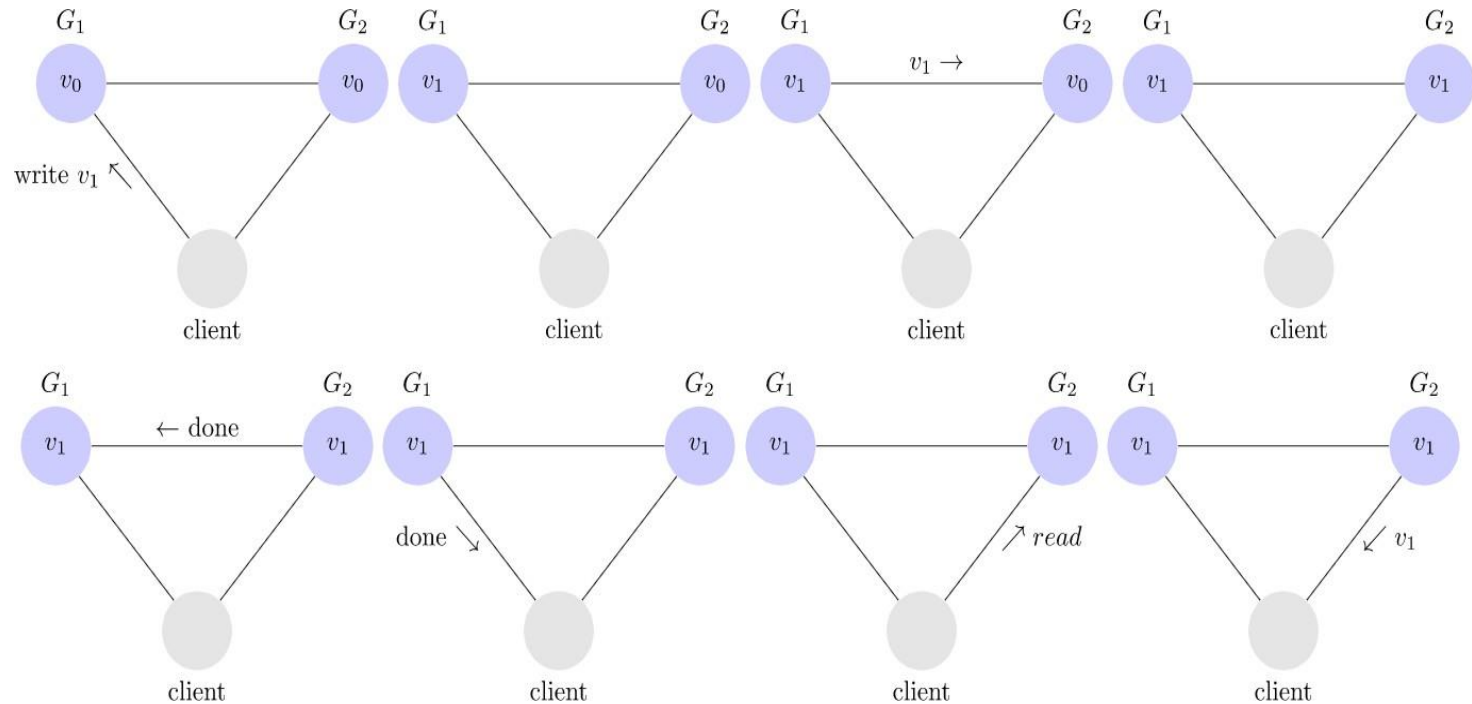 G₁ G₂ G₁ G₂ G₁ G₂ G₁ G₂
v₁ →
v₀ v₀ v₁ v₀ v₁ v₀ v₁ v₁
write v₁
client client client client
G₁ G₂ G₁ G₂ G₁ G₂ G₁ G₂
← done
v₁ v₁ v₁ v₁ v₁ v₁ v₁ v₁
done ↘ ↗ read ↙ v₁
client client client client